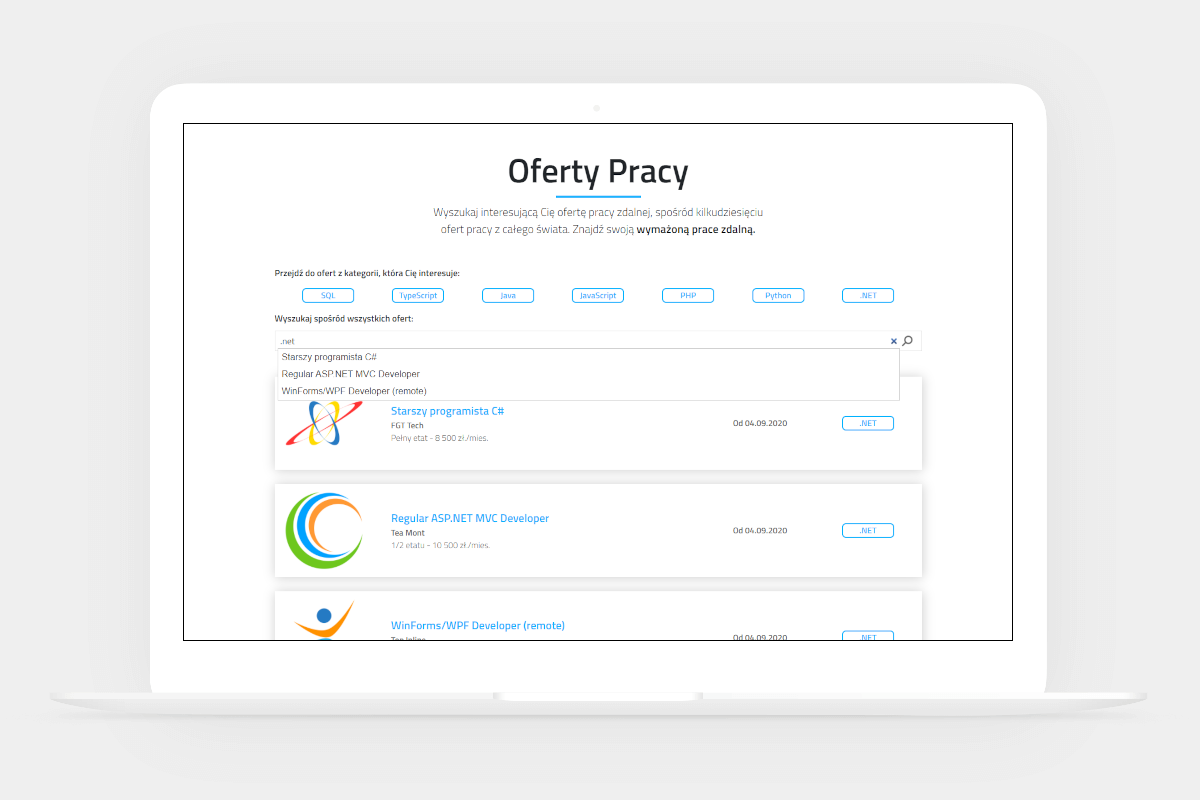 Oferty Pracy
Wyszukaj interesującą Cię ofertę pracy zdalnej, spośród kilkudziesięciu
ofert pracy z całego świata. Znajdź swoją wymażoną prace zdalną.
Przejdź do ofert z kategorii, która Cię interesuje:
SQL TypeScript Java JavaScript PHP Python .NET
Wyszukaj spośród wszystkich ofert:
.net
Starszy programista C#
Regular ASP.NET MVC Developer
WinForms/WPF Developer (remote)
Starszy programista C#
FGT Tech
Pełny etat - 8 500 zł./mies.
Od 04.09.2020
.NET
Regular ASP.NET MVC Developer
Tea Mont
1/2 etatu - 10 500 zł./mies.
Od 04.09.2020
.NET
WinForms/WPF Developer (remote)
Od 04.09.2020
.NET